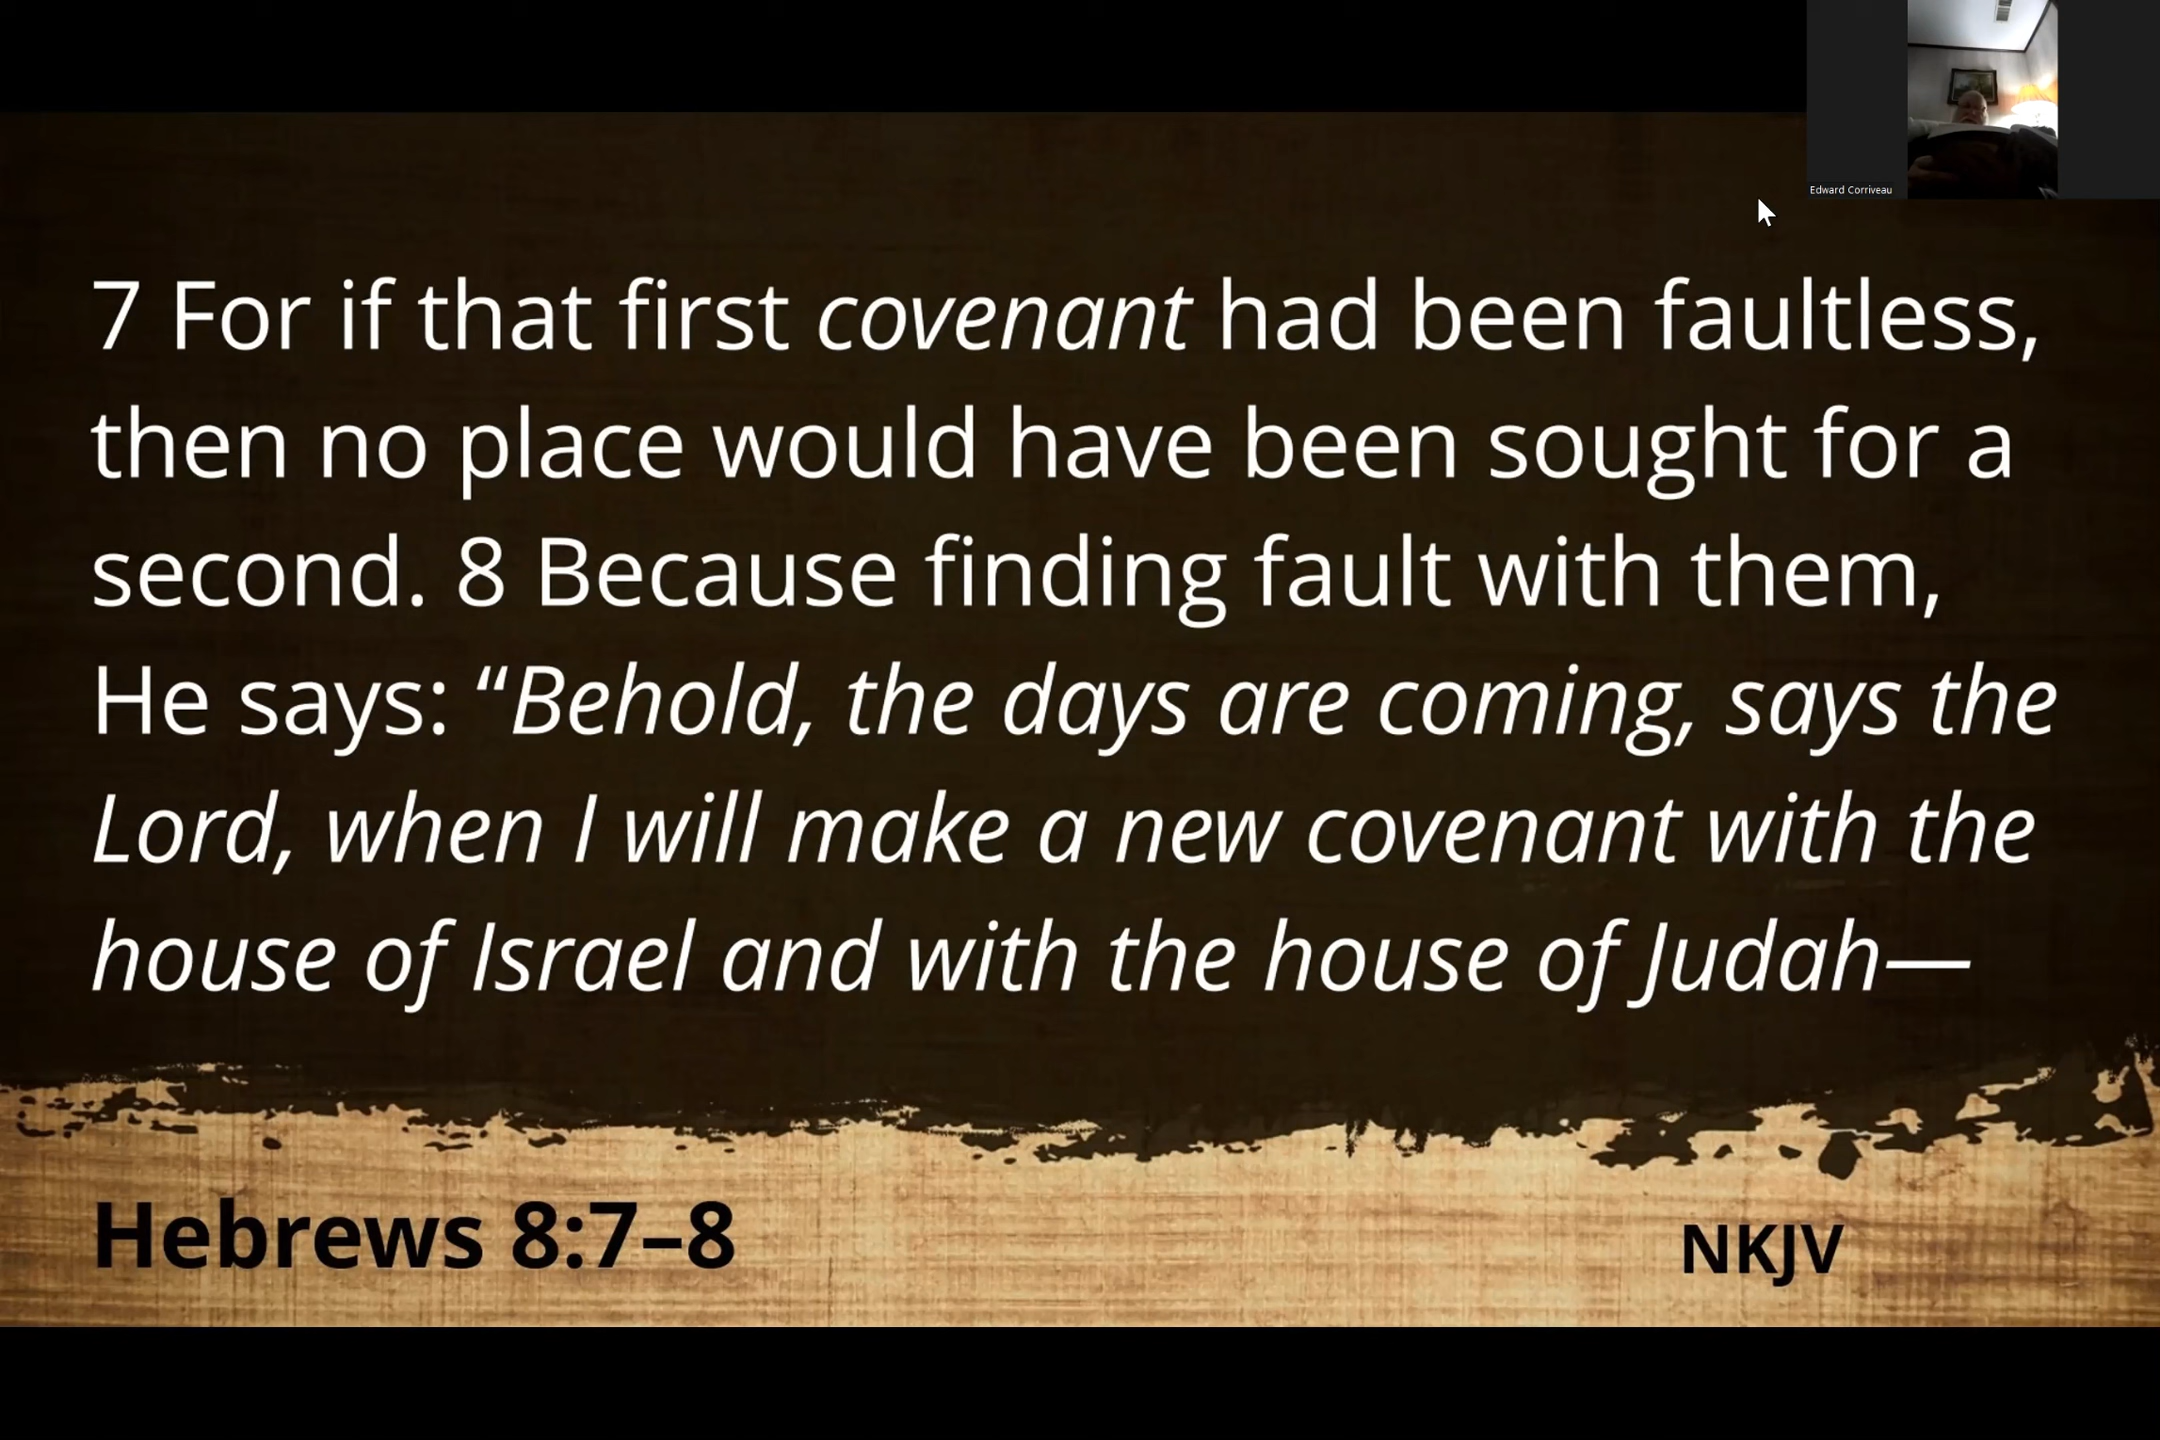 Edward Corriveau
7 For if that first covenant had been faultless,
then no place would have been sought for a
second. 8 Because finding fault with them,
He says: “Behold, the days are coming, says the
Lord, when I will make a new covenant with the
house of Israel and with the house of Judah—
Hebrews 8:7–8
NKJV